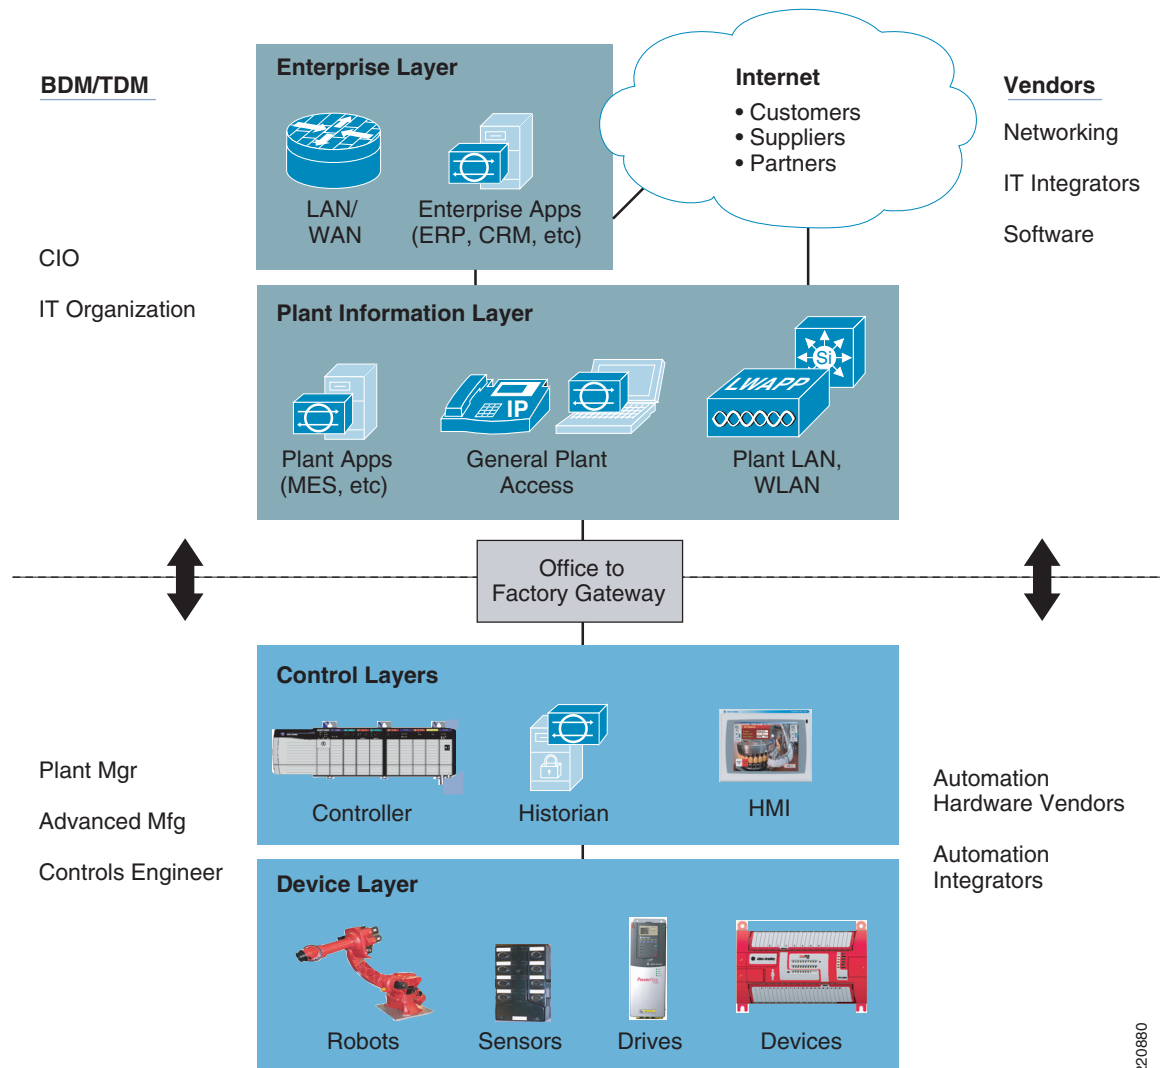 BDM/TDM
CIO
IT Organization
Enterprise Layer
LAN/
WAN
Enterprise Apps
(ERP, CRM, etc)
Internet
• Customers
• Suppliers
• Partners
Vendors
Networking
IT Integrators
Software
Plant Information Layer
Plant Apps
(MES, etc)
IP
General Plant
Access
LWAPP
Si
Plant LAN,
WLAN
Office to
Factory Gateway
Plant Mgr
Advanced Mfg
Controls Engineer
Control Layers
Controller
Historian
HMI
Automation
Hardware Vendors
Automation
Integrators
Device Layer
Robots
Sensors
Drives
Devices
220880